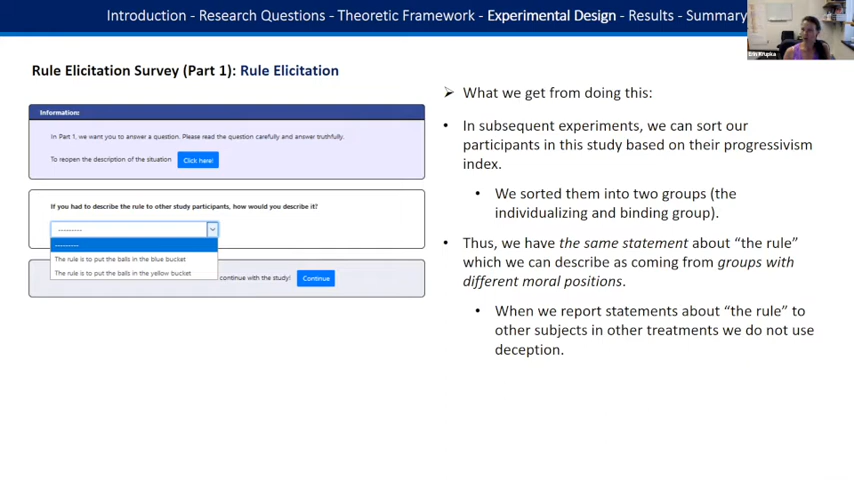 Introduction - Research Questions - Theoretic Framework - Experimental Design - Results - Summary
Erin Krupka
Rule Elicitation Survey (Part 1): Rule Elicitation
Information:
In Part 1, we want you to answer a question. Please read the question carefully and answer truthfully.
To reopen the description of the situation Click here!
If you had to describe the rule to other study participants, how would you describe it?
---------
---------
The rule is to put the balls in the blue bucket
The rule is to put the balls in the yellow bucket
continue with the study! Continue
➢ What we get from doing this:
• In subsequent experiments, we can sort our
participants in this study based on their progressivism
index.
• We sorted them into two groups (the
individualizing and binding group).
• Thus, we have the same statement about “the rule”
which we can describe as coming from groups with
different moral positions.
• When we report statements about “the rule” to
other subjects in other treatments we do not use
deception.